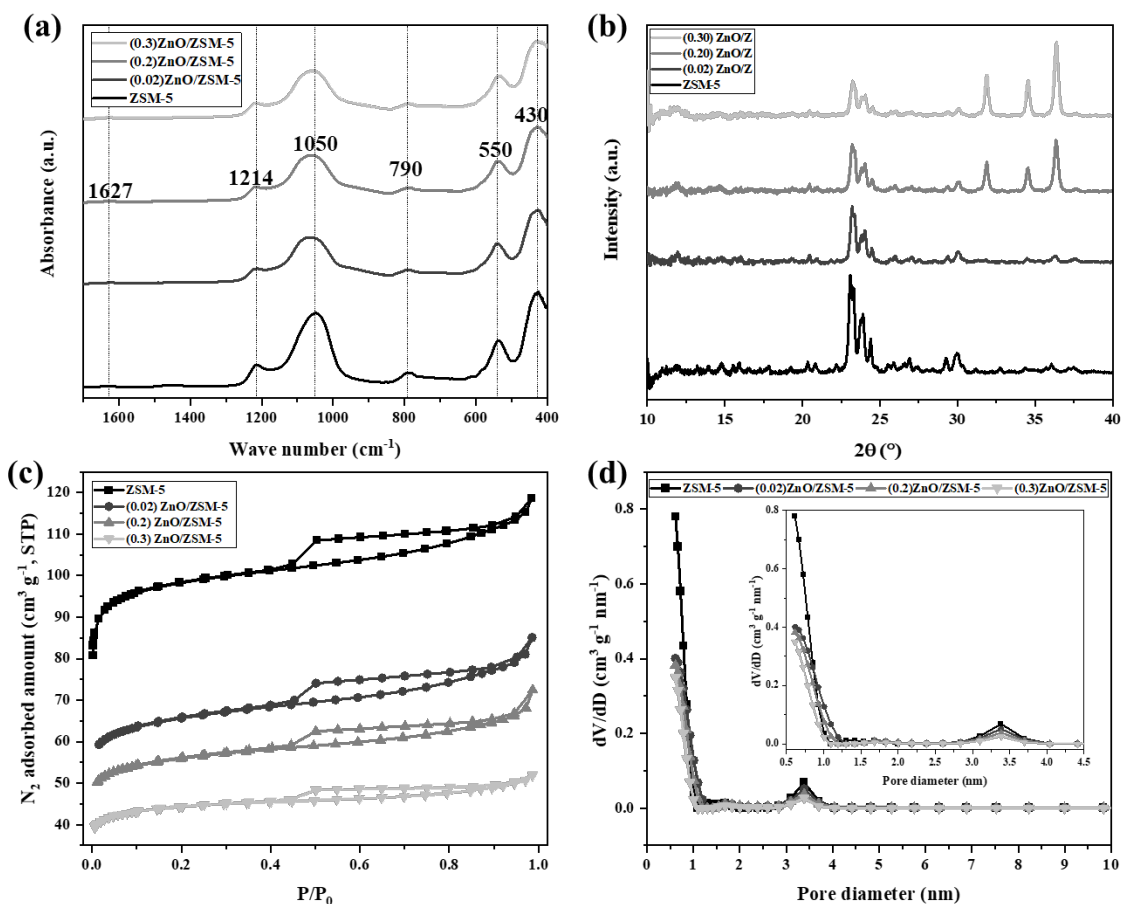 (a)
(0.3)ZnO/ZSM-5
(0.2)ZnO/ZSM-5
(0.02)ZnO/ZSM-5
ZSM-5
1627
1214
1050
790
550
430
Absorbance (a.u.)
1600 1200 1000 800 600 400
Wave number (cm⁻¹)
(b)
(0.30) ZnO/Z
(0.20) ZnO/Z
(0.02) ZnO/Z
ZSM-5
Intensity (a.u.)
10 15 20 25 30 35 40
2θ (°)
(c)
ZSM-5
(0.02) ZnO/ZSM-5
(0.2) ZnO/ZSM-5
(0.3) ZnO/ZSM-5
N₂ adsorbed amount (cm³ g⁻¹, STP)
120
110
100
90
80
70
60
50
40
0.0 0.2 0.4 0.6 0.8 1.0
P/P₀
(d)
ZSM-5 (0.02)ZnO/ZSM-5 (0.2)ZnO/ZSM-5 (0.3)ZnO/ZSM-5
dV/dD (cm³ g⁻¹ nm⁻¹)
0.8
0.6
0.4
0.2
0.0
0 1 2 3 4 5 6 7 8 9 10
Pore diameter (nm)
dV/dD (cm³ g⁻¹ nm⁻¹)
0.8
0.6
0.4
0.2
0.0
0.5 1.0 1.5 2.0 2.5 3.0 3.5 4.0 4.5
Pore diameter (nm)